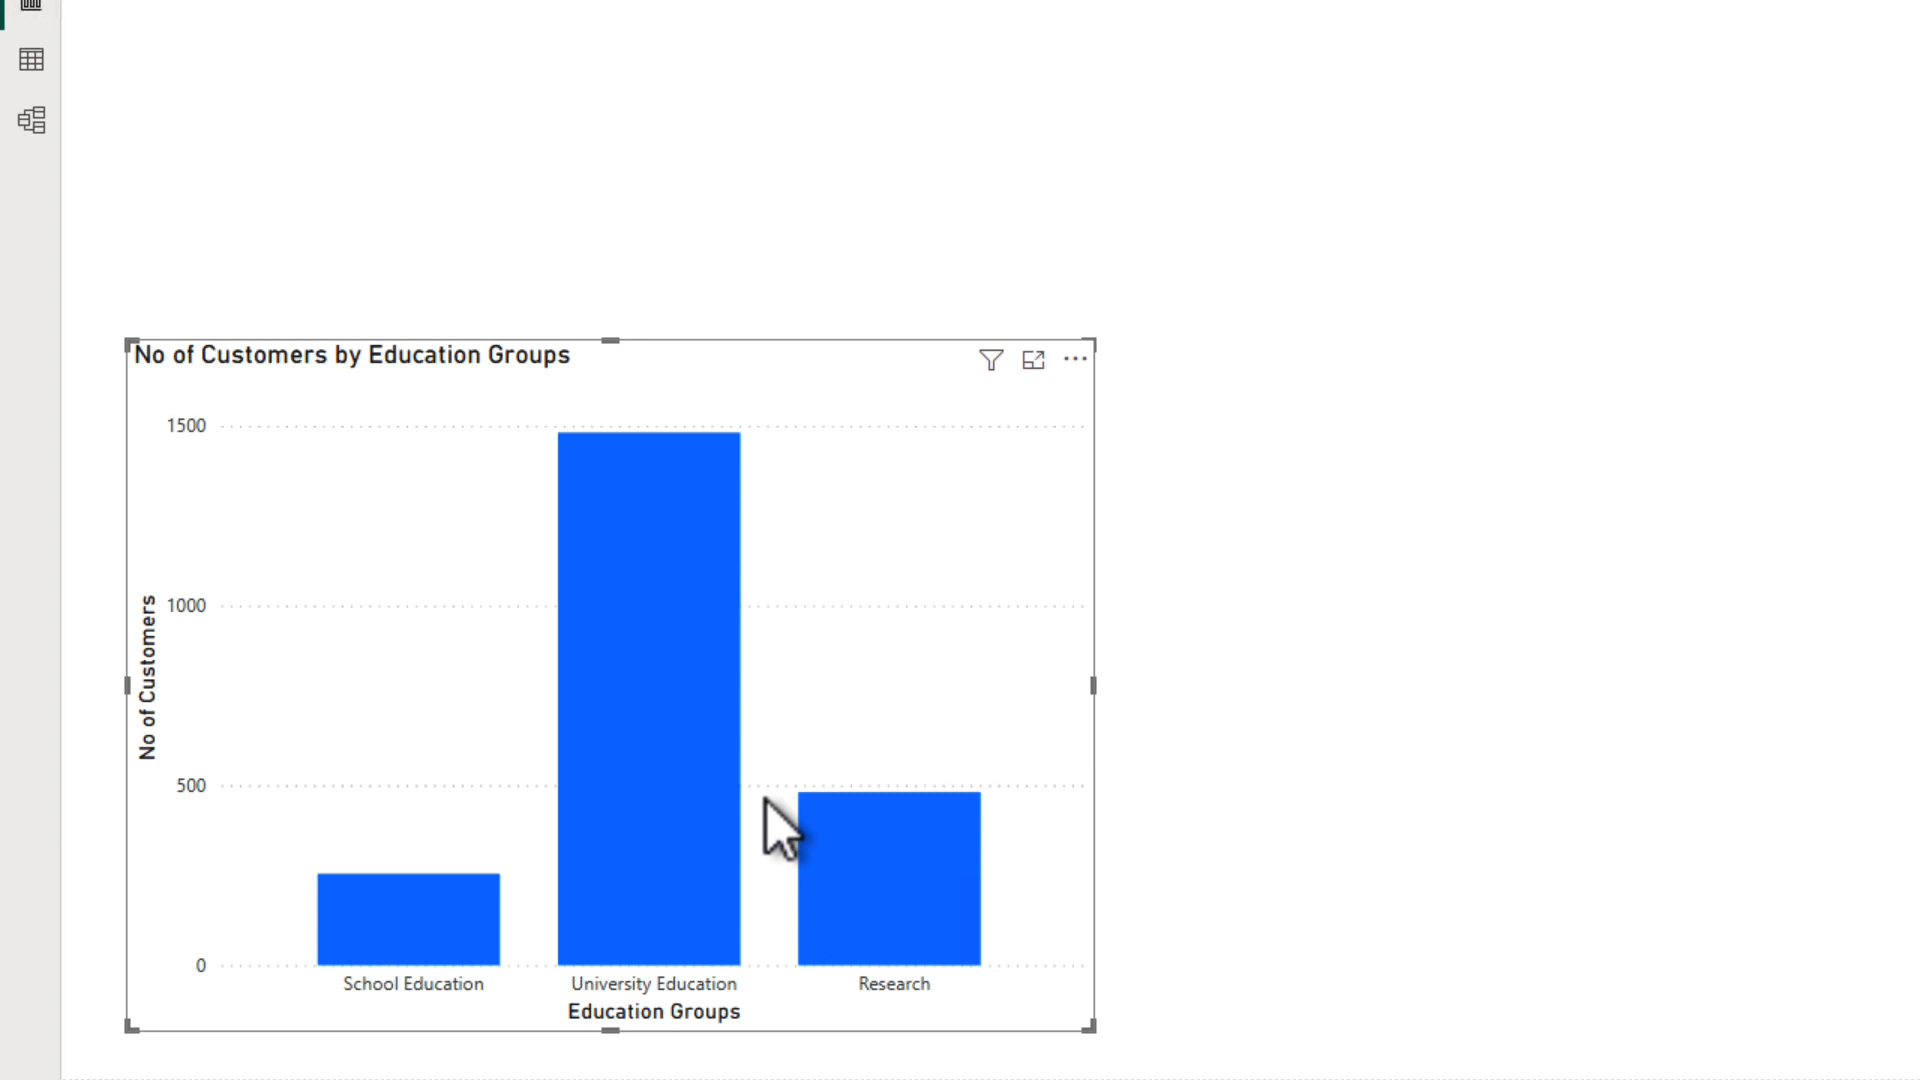 No of Customers by Education Groups
1500
1000
500
0
No of Customers
School Education
University Education
Research
Education Groups